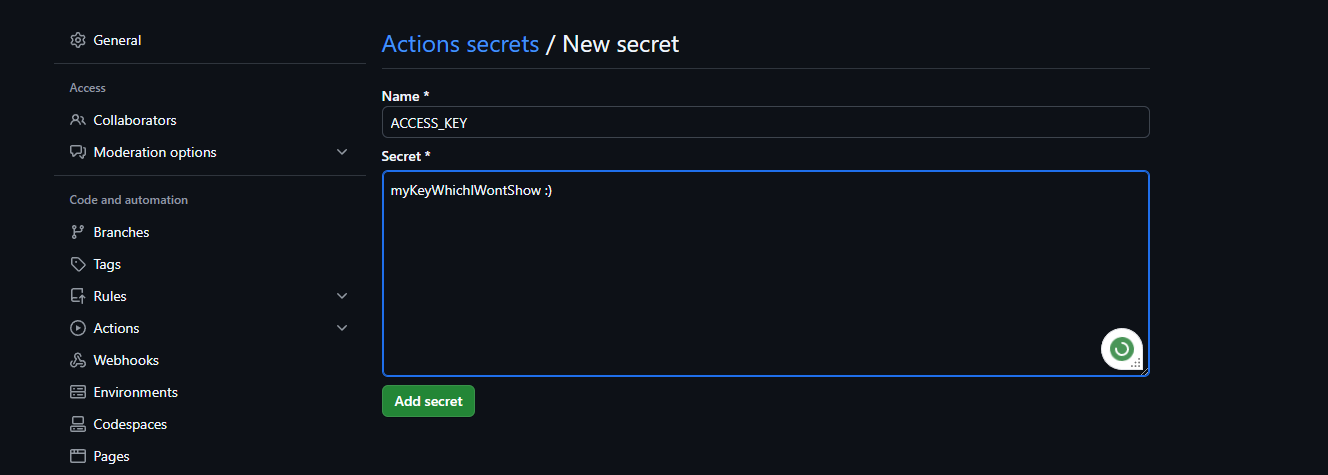 General
Access
Collaborators
Moderation options
Code and automation
Branches
Tags
Rules
Actions
Webhooks
Environments
Codespaces
Pages
Actions secrets / New secret
Name *
ACCESS_KEY
Secret *
myKeyWhichIWontShow :)
Add secret